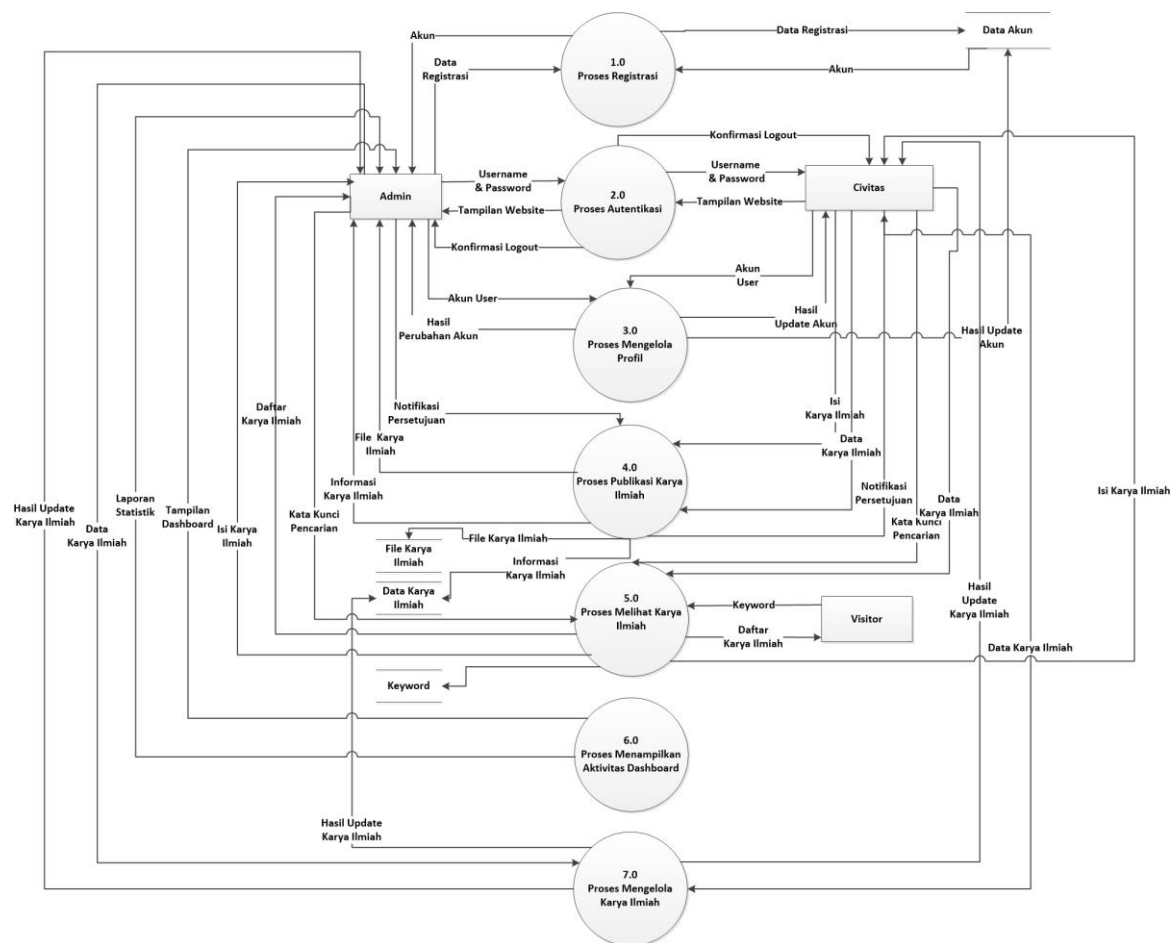 Akun
Data Registrasi
Data Akun
Data
Registrasi
1.0
Proses Registrasi
Akun
Konfirmasi Logout
Username
& Password
2.0
Proses Autentikasi
Username
& Password
Admin
Civitas
Tampilan Website
Tampilan Website
Konfirmasi Logout
Akun
User
Akun User
3.0
Proses Mengelola
Profil
Hasil
Perubahan Akun
Hasil
Update Akun
Hasil Update
Akun
Daftar
Karya Ilmiah
Notifikasi
Persetujuan
Isi
Karya Ilmiah
File Karya
Ilmiah
Data
Karya Ilmiah
4.0
Proses Publikasi Karya
Ilmiah
Informasi
Karya Ilmiah
Notifikasi
Persetujuan
Data
Karya Ilmiah
Isi Karya Ilmiah
Hasil Update
Karya Ilmiah
Laporan
Statistik
Tampilan
Dashboard
Kata Kunci
Pencarian
Kata Kunci
Pencarian
Data
Karya Ilmiah
Isi Karya
Ilmiah
File Karya Ilmiah
File Karya
Ilmiah
Informasi
Karya Ilmiah
Data Karya
Ilmiah
5.0
Proses Melihat Karya
Ilmiah
Keyword
Visitor
Daftar
Karya Ilmiah
Hasil
Update
Karya Ilmiah
Data Karya Ilmiah
Keyword
6.0
Proses Menampilkan
Aktivitas Dashboard
Hasil Update
Karya Ilmiah
7.0
Proses Mengelola
Karya Ilmiah